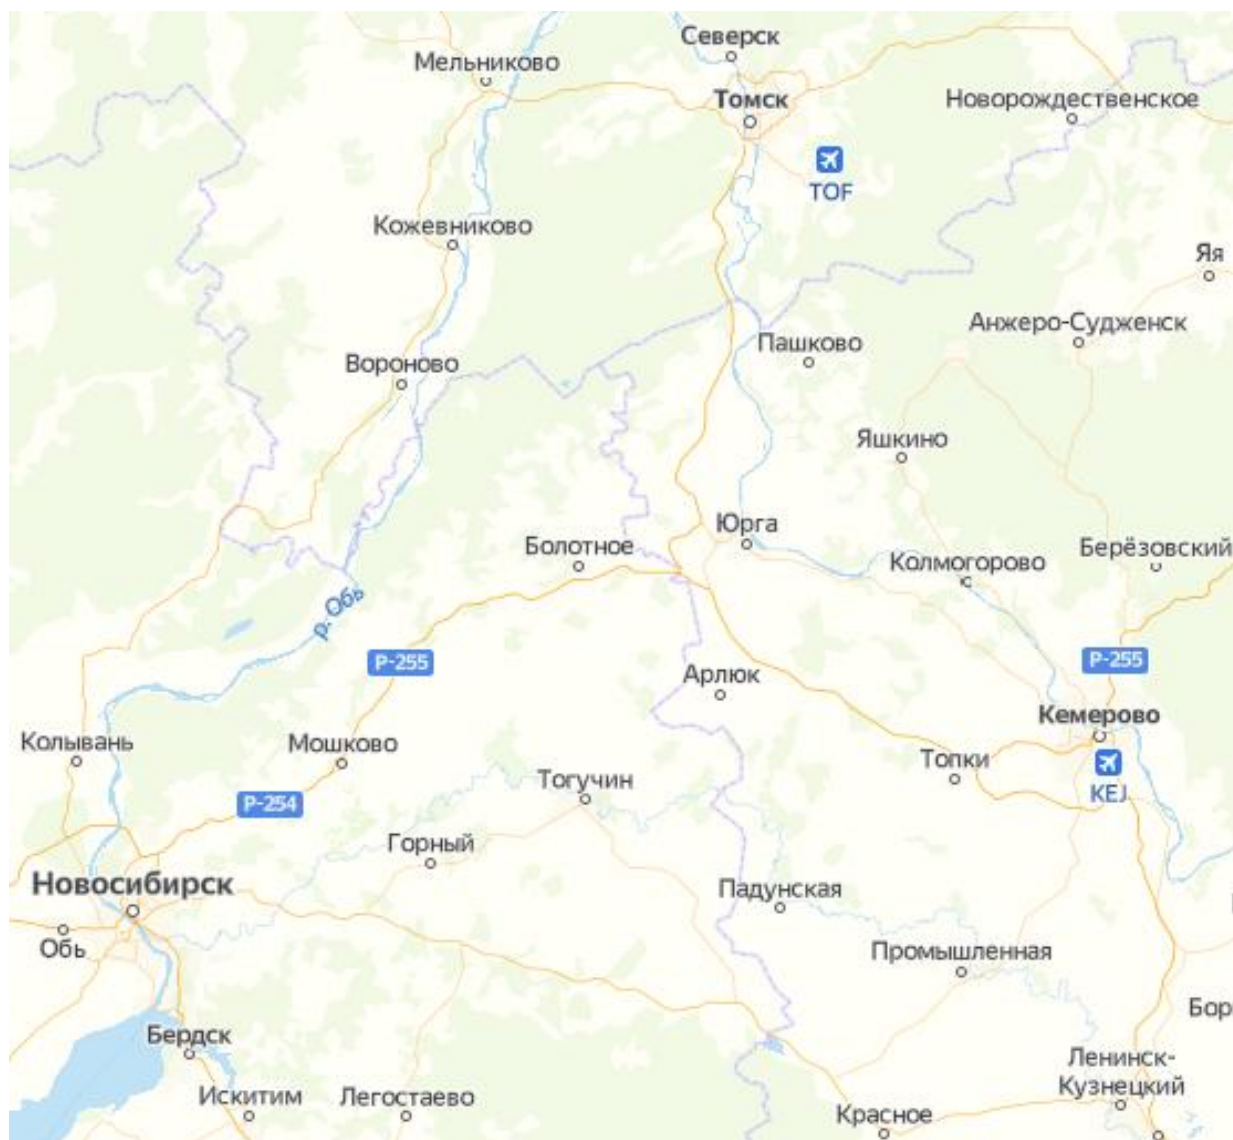 Северск
Мельниково
Томск
Новорождественское
TOF
Кожевниково
Яя
Анжеро-Судженск
Пашково
Вороново
Яшкино
Юрга
Болотное
Берёзовский
Колмогорово
р. Обь
Р-255
Р-255
Арлюк
Кемерово
Колывань
Мошково
Топки
Тогучин
KEJ
Р-254
Горный
Новосибирск
Падунская
Обь
Промышленная
Бор
Бердск
Ленинск-
Кузнецкий
Искитим
Легостаево
Красное